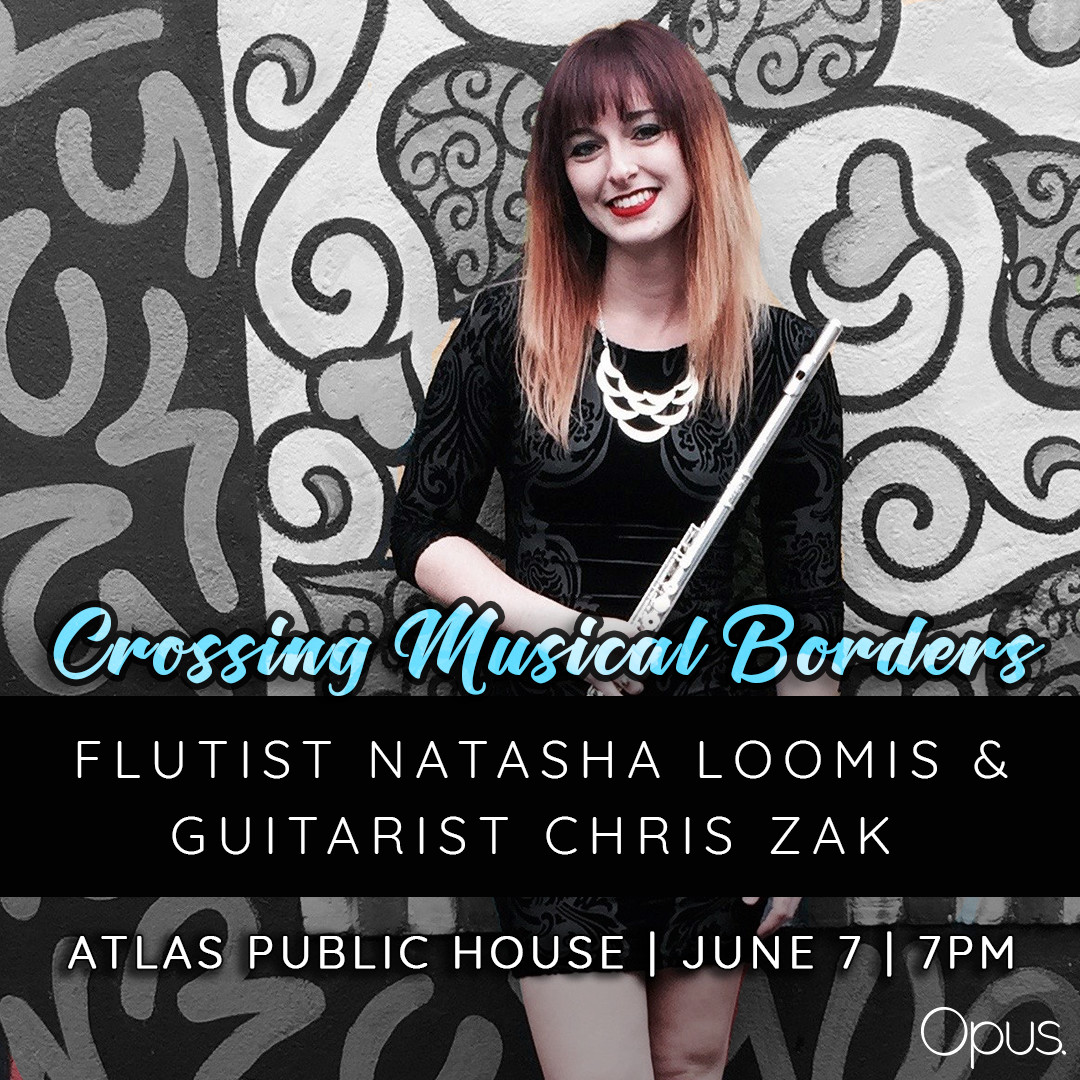 Crossing Musical Borders
FLUTIST NATASHA LOOMIS &
GUITARIST CHRIS ZAK
ATLAS PUBLIC HOUSE | JUNE 7 | 7PM
Opus.